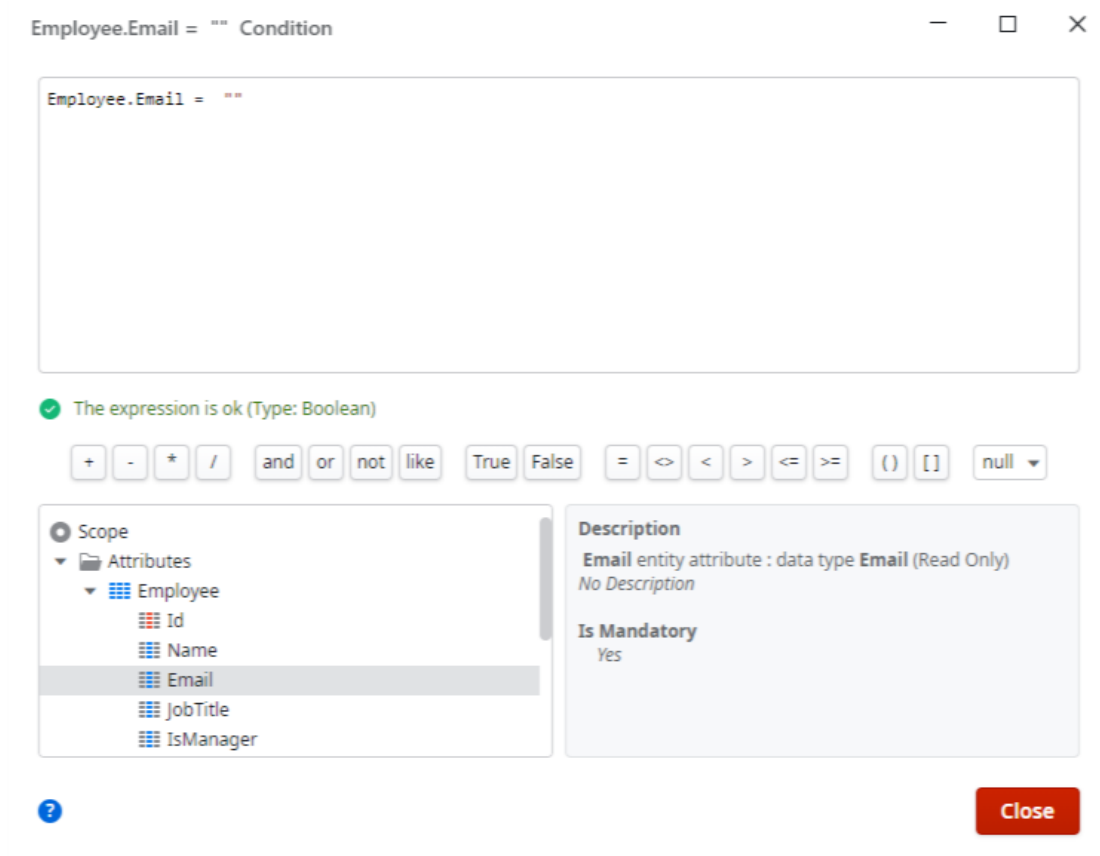 Employee.Email = "" Condition
Employee.Email = ""
The expression is ok (Type: Boolean)
+ - * / and or not like True False = <> < > <= >= () [] null
Scope
Attributes
Employee
Id
Name
Email
JobTitle
IsManager
Description
Email entity attribute : data type Email (Read Only)
No Description
Is Mandatory
Yes
?
Close